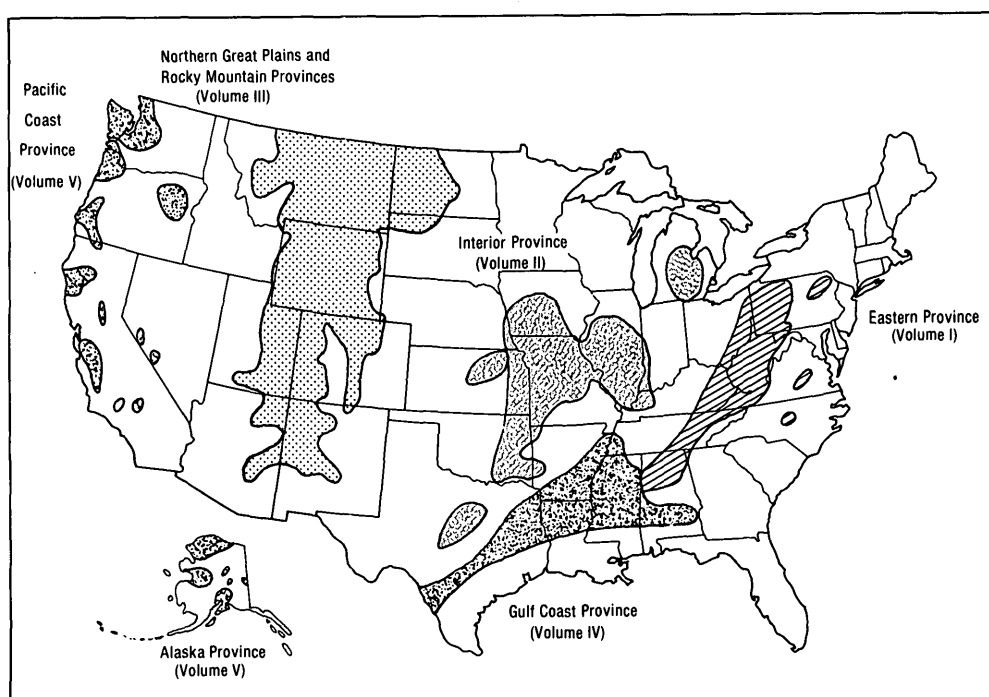 Northern Great Plains and
Rocky Mountain Provinces
(Volume III)
Pacific
Coast
Province
(Volume V)
Interior Province
(Volume II)
Eastern Province
(Volume I)
Gulf Coast Province
(Volume IV)
Alaska Province
(Volume V)